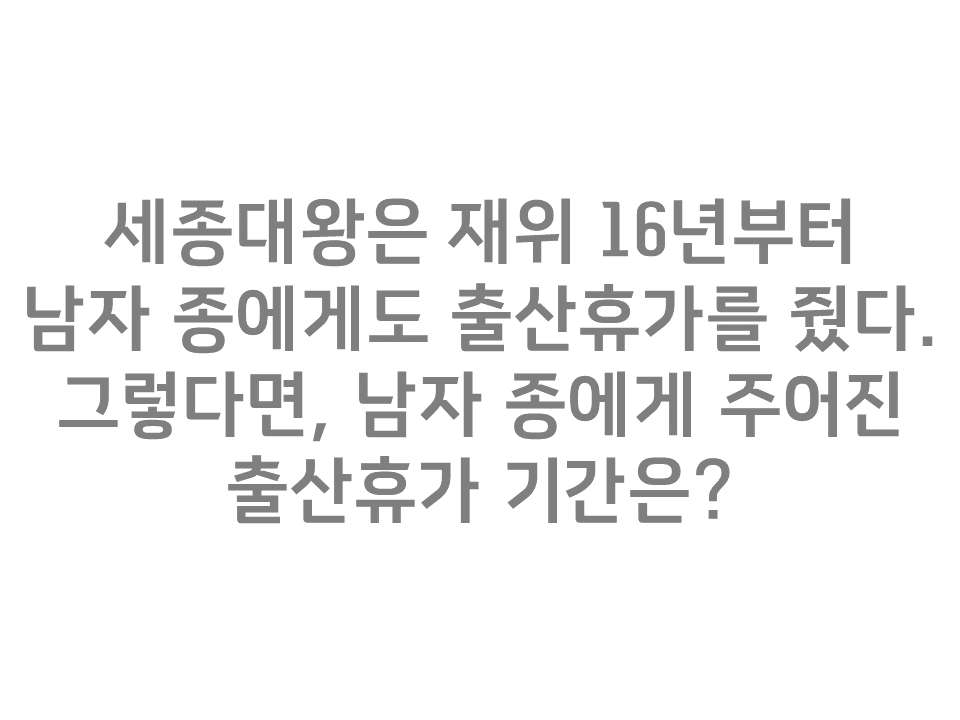 세종대왕은 재위 16년부터
남자 종에게도 출산휴가를 줬다.
그렇다면, 남자 종에게 주어진
출산휴가 기간은?